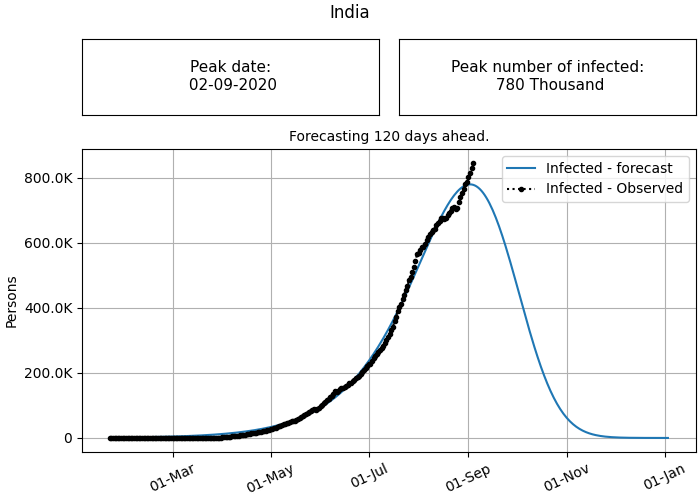 India
Peak date:
02-09-2020
Peak number of infected:
780 Thousand
Forecasting 120 days ahead.
Infected - forecast
Infected - Observed
800.0K
600.0K
400.0K
200.0K
0
Persons
01-Mar
01-May
01-Jul
01-Sep
01-Nov
01-Jan